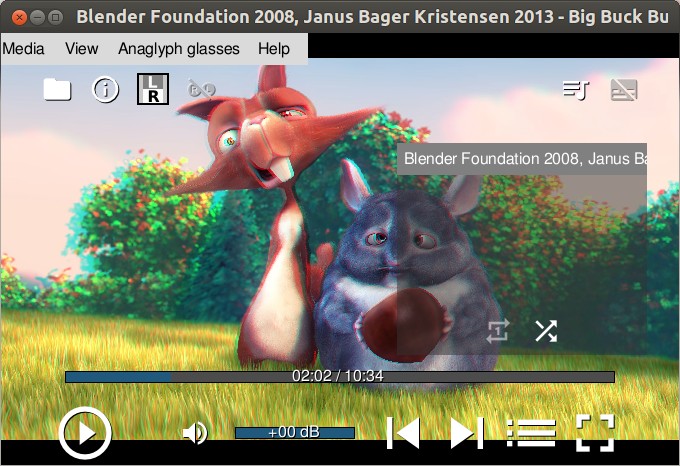 Blender Foundation 2008, Janus Bager Kristensen 2013 - Big Buck Bu
Media View Anaglyph glasses Help
L
R
R L
Blender Foundation 2008, Janus Ba
1
02:02 / 10:34
+00 dB